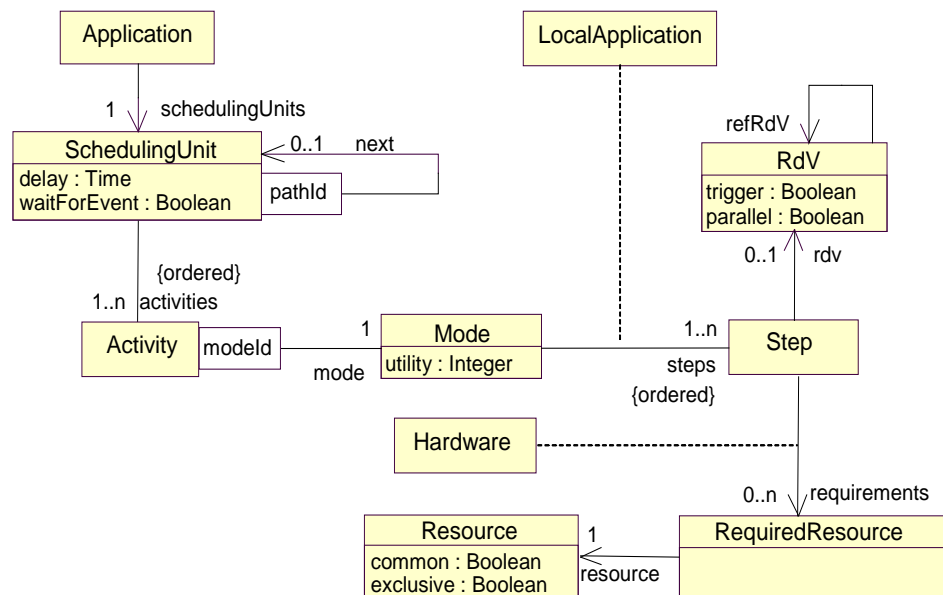 Application
LocalApplication
1 schedulingUnits
refRdV
0..1 next
SchedulingUnit
RdV
delay : Time
waitForEvent : Boolean
pathId
trigger : Boolean
parallel : Boolean
0..1 rdv
{ordered}
1..n activities
Activity
modeId
1
mode
Mode
utility : Integer
1..n
steps
{ordered}
Step
Hardware
0..n requirements
Resource
common : Boolean
exclusive : Boolean
1
resource
RequiredResource